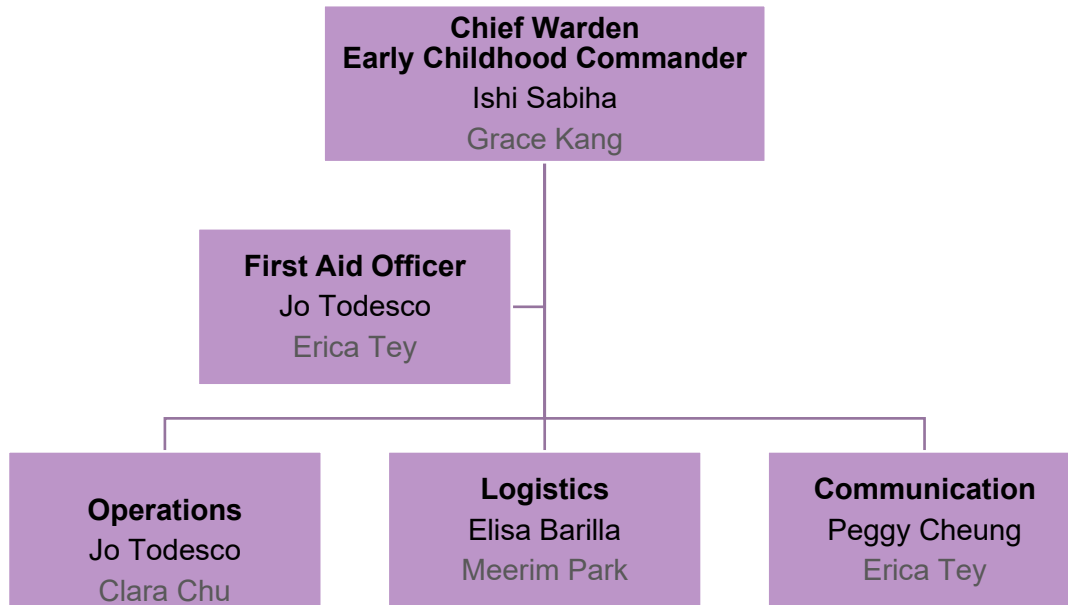 Chief Warden
Early Childhood Commander
Ishi Sabiha
Grace Kang
First Aid Officer
Jo Todesco
Erica Tey
Operations
Jo Todesco
Clara Chu
Logistics
Elisa Barilla
Meerim Park
Communication
Peggy Cheung
Erica Tey